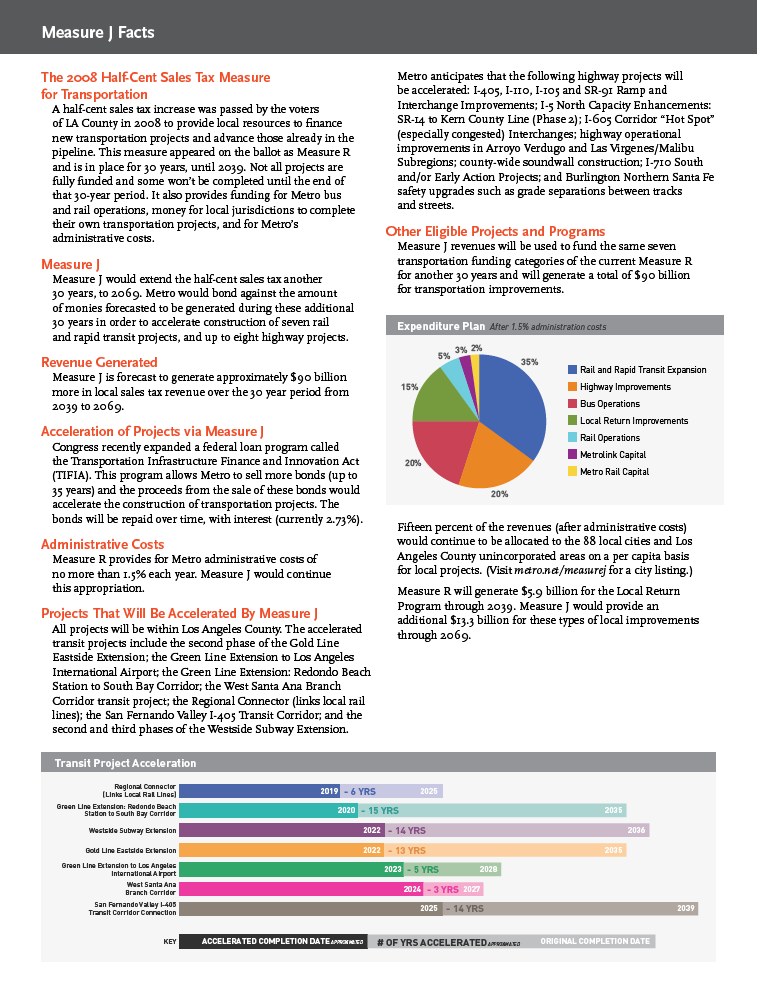 Measure J Facts
The 2008 Half-Cent Sales Tax Measure
for Transportation
A half-cent sales tax increase was passed by the voters
of LA County in 2008 to provide local resources to finance
new transportation projects and advance those already in the
pipeline. This measure appeared on the ballot as Measure R
and is in place for 30 years, until 2039. Not all projects are
fully funded and some won't be completed until the end of
that 30-year period. It also provides funding for Metro bus
and rail operations, money for local jurisdictions to complete
their own transportation projects, and for Metro's
administrative costs.
Measure J
Measure J would extend the half-cent sales tax another
30 years, to 2069. Metro would bond against the amount
of monies forecasted to be generated during these additional
30 years in order to accelerate construction of seven rail
and rapid transit projects, and up to eight highway projects.
Revenue Generated
Measure J is forecast to generate approximately $90 billion
more in local sales tax revenue over the 30 year period from
2039 to 2069.
Acceleration of Projects via Measure J
Congress recently expanded a federal loan program called
the Transportation Infrastructure Finance and Innovation Act
(TIFIA). This program allows Metro to sell more bonds (up to
35 years) and the proceeds from the sale of these bonds would
accelerate the construction of transportation projects. The
bonds will be repaid over time, with interest (currently 2.73%).
Administrative Costs
Measure R provides for Metro administrative costs of
no more than 1.5% each year. Measure J would continue
this appropriation.
Projects That Will Be Accelerated By Measure J
All projects will be within Los Angeles County. The accelerated
transit projects include the second phase of the Gold Line
Eastside Extension; the Green Line Extension to Los Angeles
International Airport; the Green Line Extension: Redondo Beach
Station to South Bay Corridor; the West Santa Ana Branch
Corridor transit project; the Regional Connector (links local rail
lines); the San Fernando Valley I-405 Transit Corridor; and the
second and third phases of the Westside Subway Extension.
Metro anticipates that the following highway projects will
be accelerated: I-405, I-110, I-105 and SR-91 Ramp and
Interchange Improvements; I-5 North Capacity Enhancements:
SR-14 to Kern County Line (Phase 2); I-605 Corridor "Hot Spot"
(especially congested) Interchanges; highway operational
improvements in Arroyo Verdugo and Las Virgenes/Malibu
Subregions; county-wide soundwall construction; I-710 South
and/or Early Action Projects; and Burlington Northern Santa Fe
safety upgrades such as grade separations between tracks
and streets.
Other Eligible Projects and Programs
Measure J revenues will be used to fund the same seven
transportation funding categories of the current Measure R
for another 30 years and will generate a total of $90 billion
for transportation improvements.
Expenditure Plan After 1.5% administration costs
5% 3% 2%
35%
15%
20%
20%
Rail and Rapid Transit Expansion
Highway Improvements
Bus Operations
Local Return Improvements
Rail Operations
Metrolink Capital
Metro Rail Capital
Fifteen percent of the revenues (after administrative costs)
would continue to be allocated to the 88 local cities and Los
Angeles County unincorporated areas on a per capita basis
for local projects. (Visit metro.net/measurej for a city listing.)
Measure R will generate $5.9 billion for the Local Return
Program through 2039. Measure J would provide an
additional $13.3 billion for these types of local improvements
through 2069.
Transit Project Acceleration
Regional Connector
(Links Local Rail Lines)
2019 - 6 YRS 2025
Green Line Extension: Redondo Beach
Station to South Bay Corridor
2020 - 15 YRS 2035
Westside Subway Extension 2022 - 14 YRS 2036
Gold Line Eastside Extension 2022 - 13 YRS 2035
Green Line Extension to Los Angeles
International Airport
2023 - 5 YRS 2028
West Santa Ana
Branch Corridor
2024 - 3 YRS 2027
San Fernando Valley I-405
Transit Corridor Connection
2025 - 14 YRS 2039
KEY ACCELERATED COMPLETION DATE APPROXIMATED # OF YRS ACCELERATED APPROXIMATED ORIGINAL COMPLETION DATE